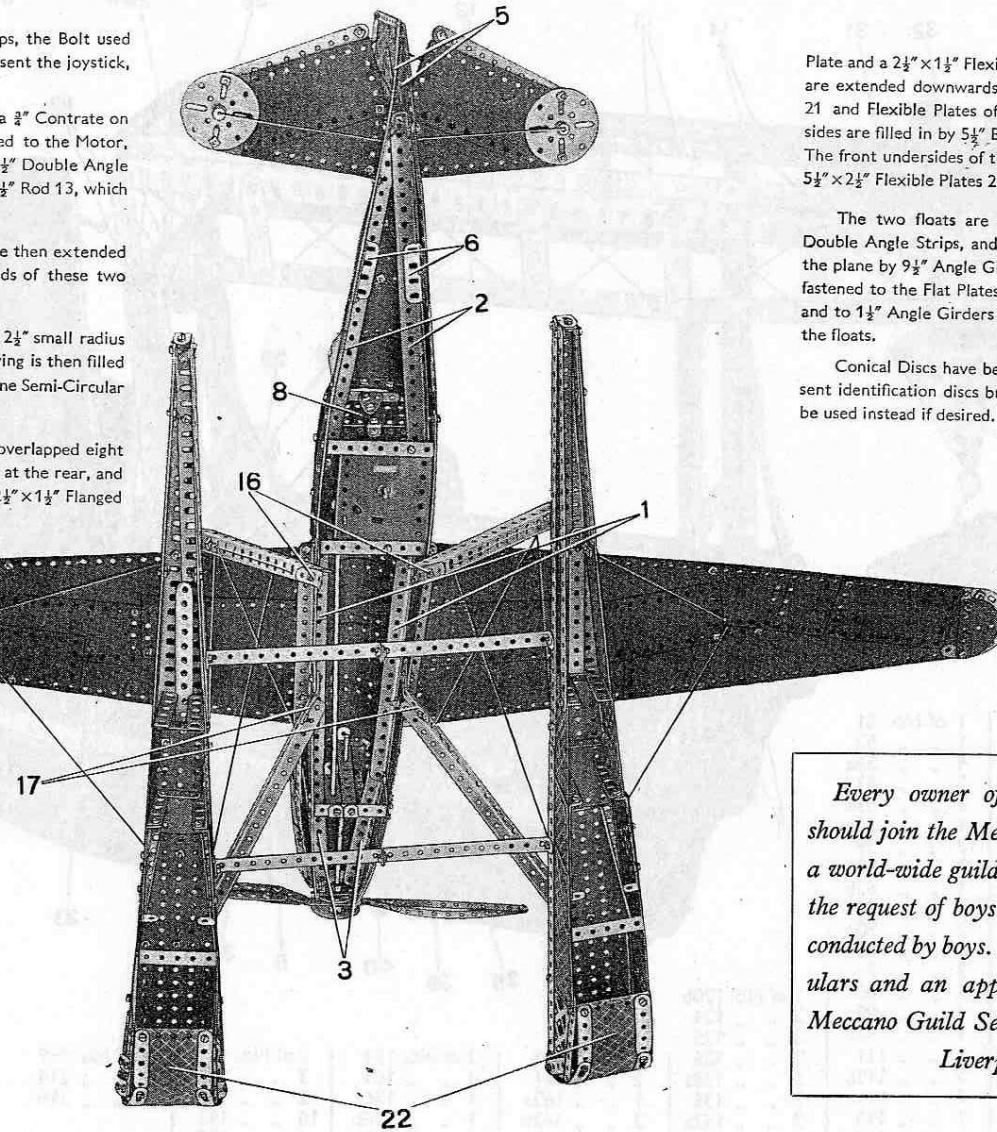 ps, the Bolt used
sent the joystick,
a ¾″ Contrate on
ed to the Motor,
½″ Double Angle
½″ Rod 13, which
e then extended
ds of these two
2½″ small radius
ing is then filled
ne Semi-Circular
overlapped eight
at the rear, and
½″×1½″ Flanged
5
6
2
8
16
1
17
3
22
Plate and a 2½″×1½″ Flexi
are extended downwards
21 and Flexible Plates of
sides are filled in by 5½″
The front undersides of t
5½″×2½″ Flexible Plates 2
The two floats are
Double Angle Strips, and
the plane by 9½″ Angle G
fastened to the Flat Plates
and to 1½″ Angle Girders
the floats.
Conical Discs have be
sent identification discs b
be used instead if desired.
Every owner o
should join the Me
a world-wide guild
the request of boys
conducted by boys.
ulars and an app
Meccano Guild Se
Liverp